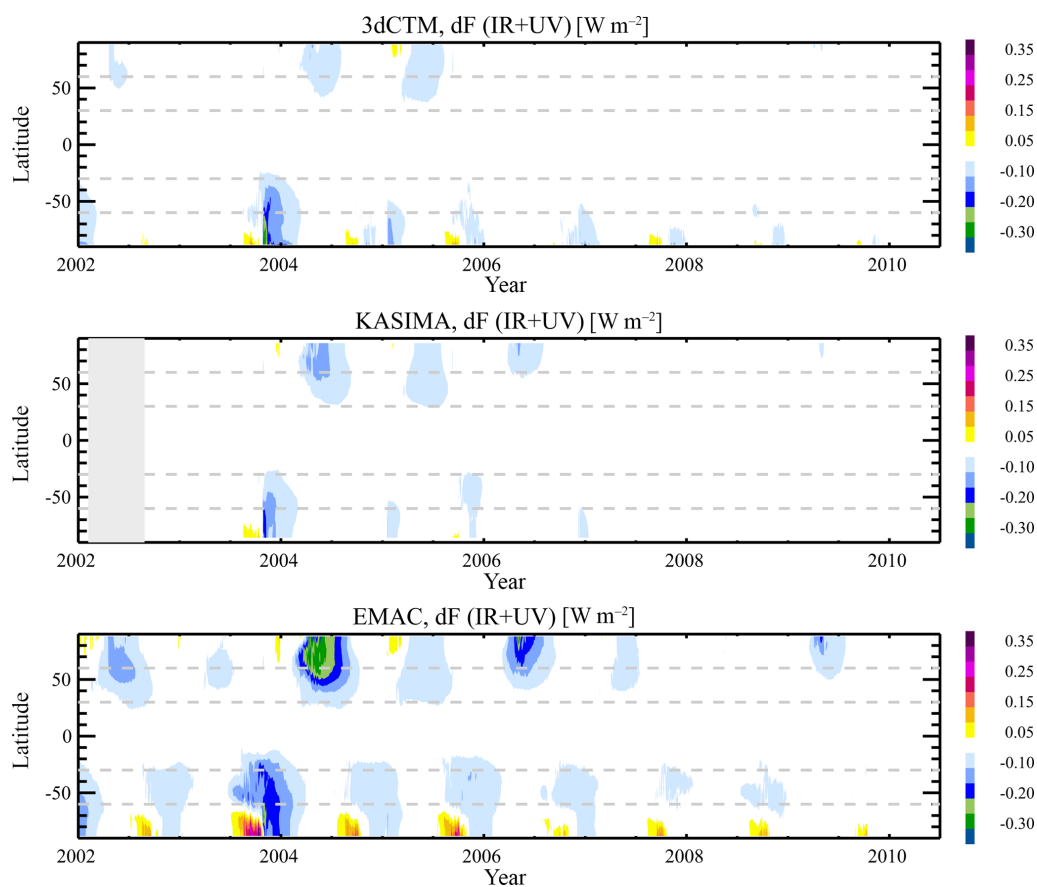 3dCTM, dF (IR+UV) [W m⁻²]
Latitude
50
0
-50
2002 2004 2006 2008 2010
Year
0.35
0.25
0.15
0.05
-0.10
-0.20
-0.30
KASIMA, dF (IR+UV) [W m⁻²]
Latitude
50
0
-50
2002 2004 2006 2008 2010
Year
0.35
0.25
0.15
0.05
-0.10
-0.20
-0.30
EMAC, dF (IR+UV) [W m⁻²]
Latitude
50
0
-50
2002 2004 2006 2008 2010
Year
0.35
0.25
0.15
0.05
-0.10
-0.20
-0.30